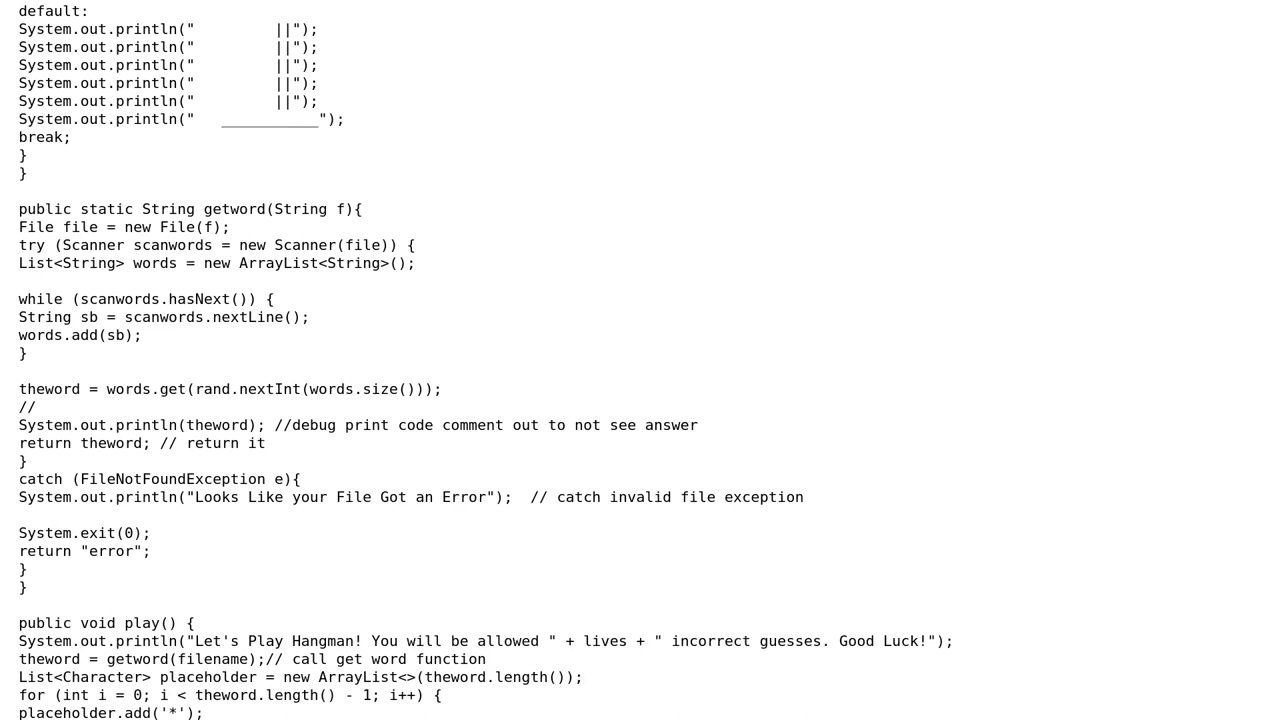 default:
System.out.println("         ||");
System.out.println("         ||");
System.out.println("         ||");
System.out.println("         ||");
System.out.println("         ||");
System.out.println("   ___________");
break;
}
}

public static String getword(String f){
File file = new File(f);
try (Scanner scanwords = new Scanner(file)) {
List<String> words = new ArrayList<String>();

while (scanwords.hasNext()) {
String sb = scanwords.nextLine();
words.add(sb);
}

theword = words.get(rand.nextInt(words.size()));
//
System.out.println(theword); //debug print code comment out to not see answer
return theword; // return it
}
catch (FileNotFoundException e){
System.out.println("Looks Like your File Got an Error");  // catch invalid file exception

System.exit(0);
return "error";
}
}

public void play() {
System.out.println("Let's Play Hangman! You will be allowed " + lives + " incorrect guesses. Good Luck!");
theword = getword(filename);// call get word function
List<Character> placeholder = new ArrayList<>(theword.length());
for (int i = 0; i < theword.length() - 1; i++) {
placeholder.add('*');